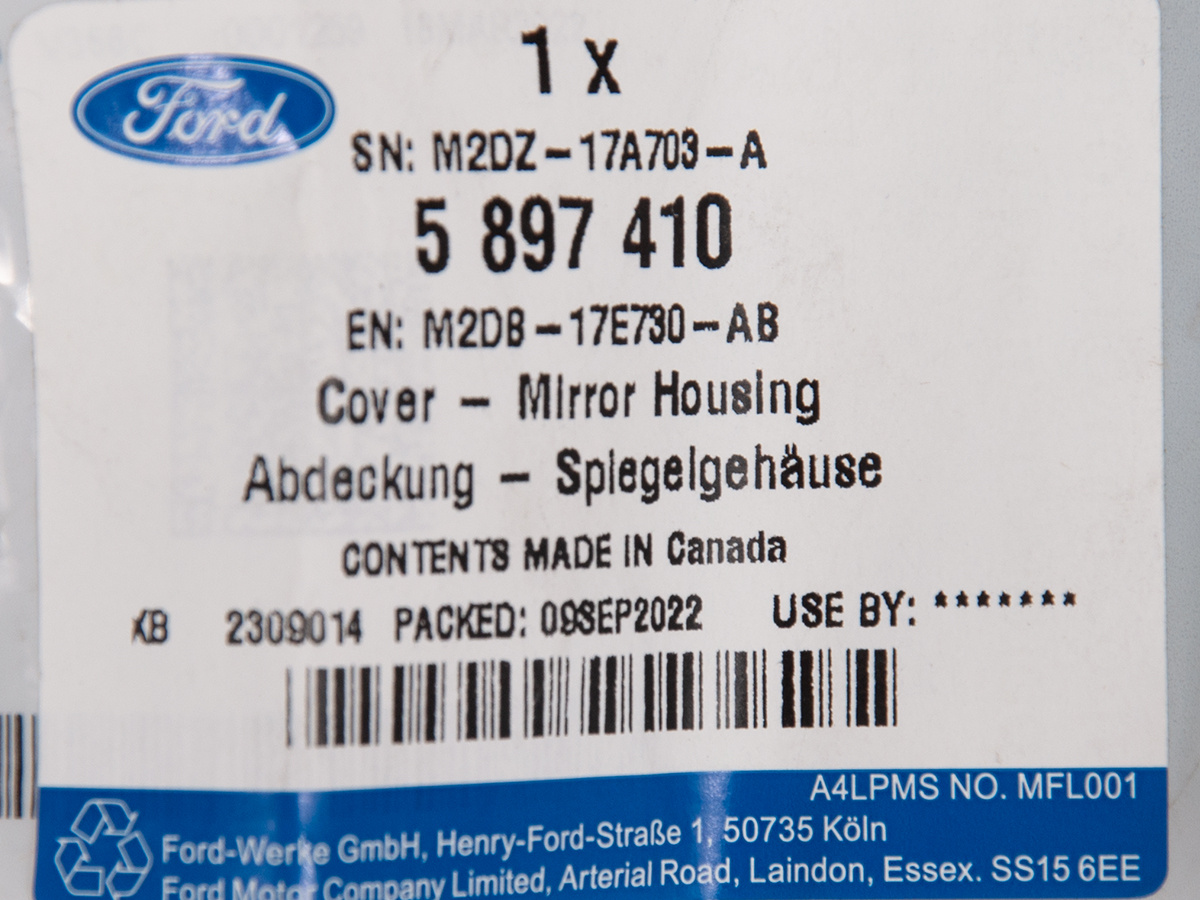 1 x
Ford
SN: M2DZ-17A703-A
5 897 410
EN: M2DB-17E730-AB
Cover - Mirror Housing
Abdeckung - Spiegelgehäuse
CONTENTS MADE IN Canada
KB 2309014 PACKED: 09SEP2022 USE BY: *******
A4LPMS NO. MFL001
Ford-Werke GmbH, Henry-Ford-Straße 1, 50735 Köln
Ford Motor Company Limited, Arterial Road, Laindon, Essex. SS15 6EE